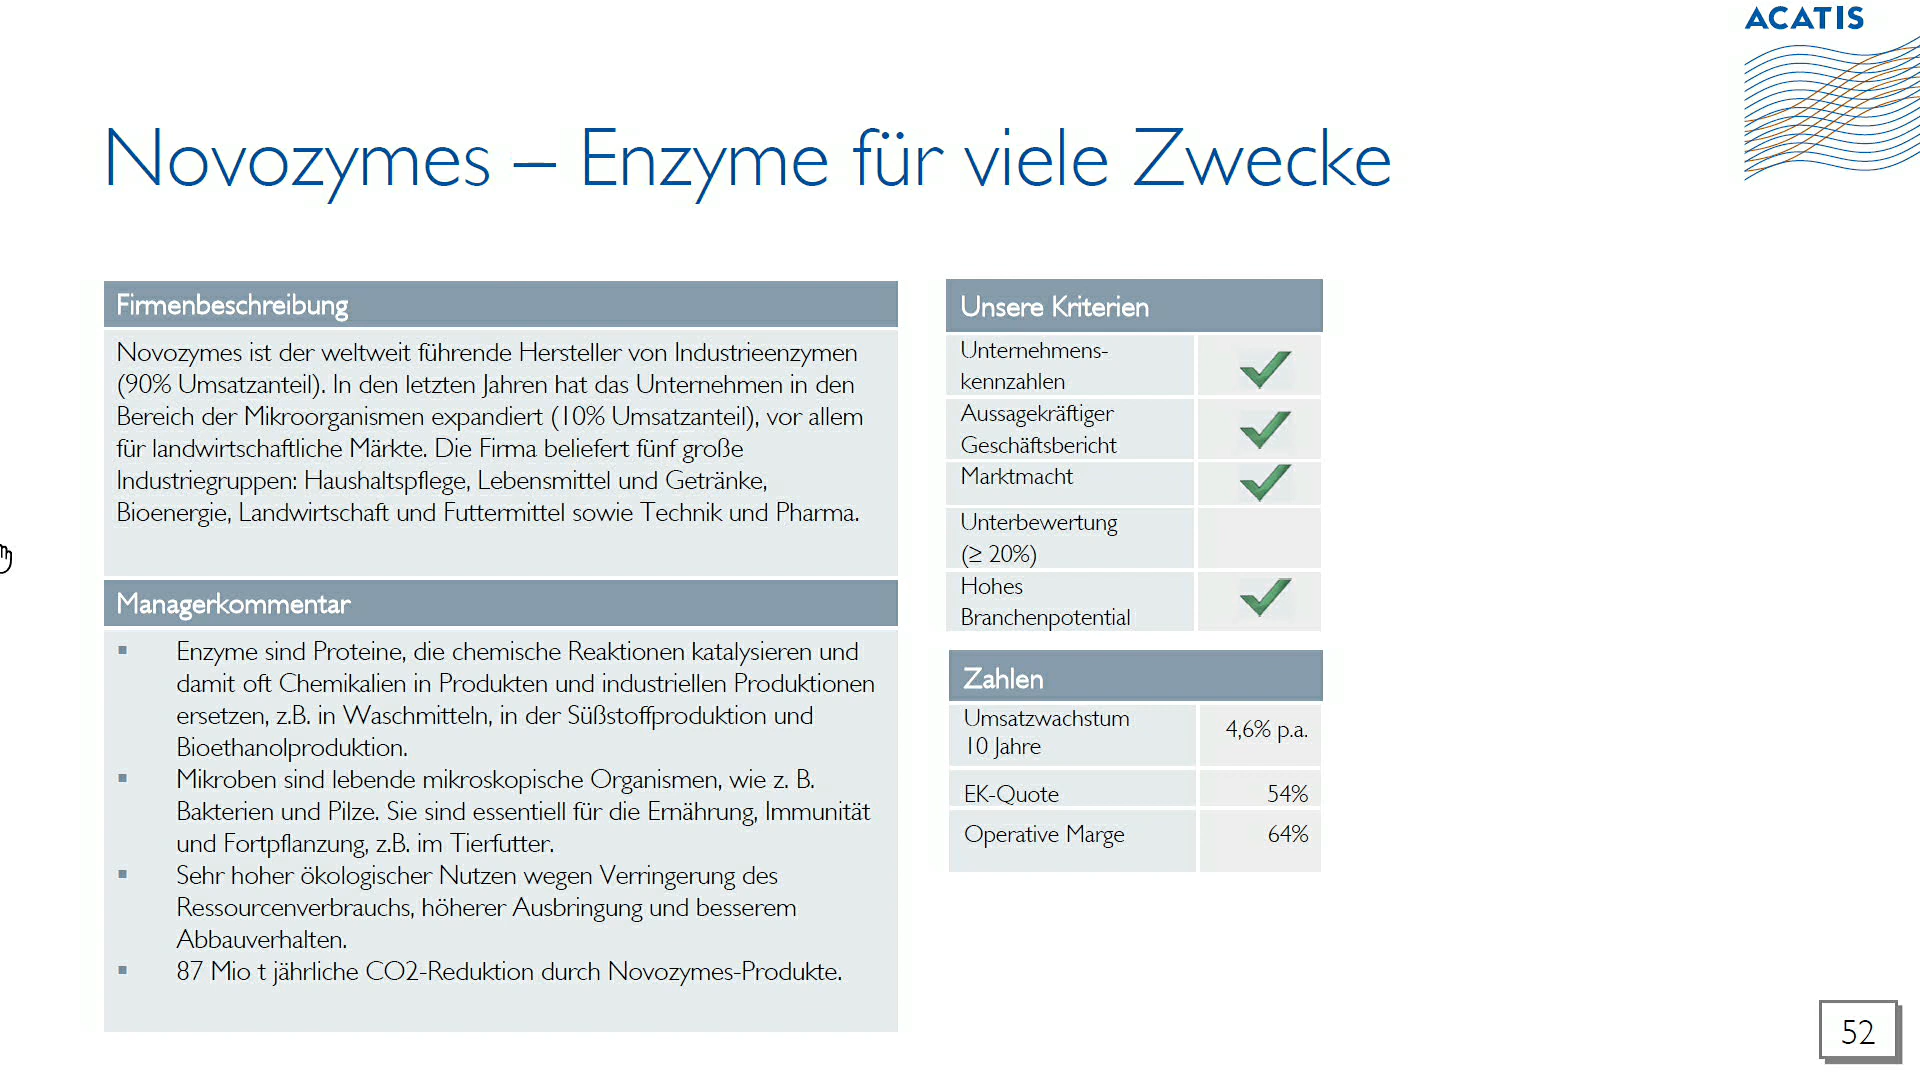 ACATIS
Novozymes – Enzyme für viele Zwecke
Firmenbeschreibung
Novozymes ist der weltweit führende Hersteller von Industrieenzymen
(90% Umsatzanteil). In den letzten Jahren hat das Unternehmen in den
Bereich der Mikroorganismen expandiert (10% Umsatzanteil), vor allem
für landwirtschaftliche Märkte. Die Firma beliefert fünf große
Industriegruppen: Haushaltspflege, Lebensmittel und Getränke,
Bioenergie, Landwirtschaft und Futtermittel sowie Technik und Pharma.
Managerkommentar
▪ Enzyme sind Proteine, die chemische Reaktionen katalysieren und
damit oft Chemikalien in Produkten und industriellen Produktionen
ersetzen, z.B. in Waschmitteln, in der Süßstoffproduktion und
Bioethanolproduktion.
▪ Mikroben sind lebende mikroskopische Organismen, wie z. B.
Bakterien und Pilze. Sie sind essentiell für die Ernährung, Immunität
und Fortpflanzung, z.B. im Tierfutter.
▪ Sehr hoher ökologischer Nutzen wegen Verringerung des
Ressourcenverbrauchs, höherer Ausbringung und besserem
Abbauverhalten.
▪ 87 Mio t jährliche CO2-Reduktion durch Novozymes-Produkte.
Unsere Kriterien
Unternehmens-
kennzahlen
Aussagekräftiger
Geschäftsbericht
Marktmacht
Unterbewertung
(≥ 20%)
Hohes
Branchenpotential
Zahlen
Umsatzwachstum
10 Jahre
4,6% p.a.
EK-Quote 54%
Operative Marge 64%
52